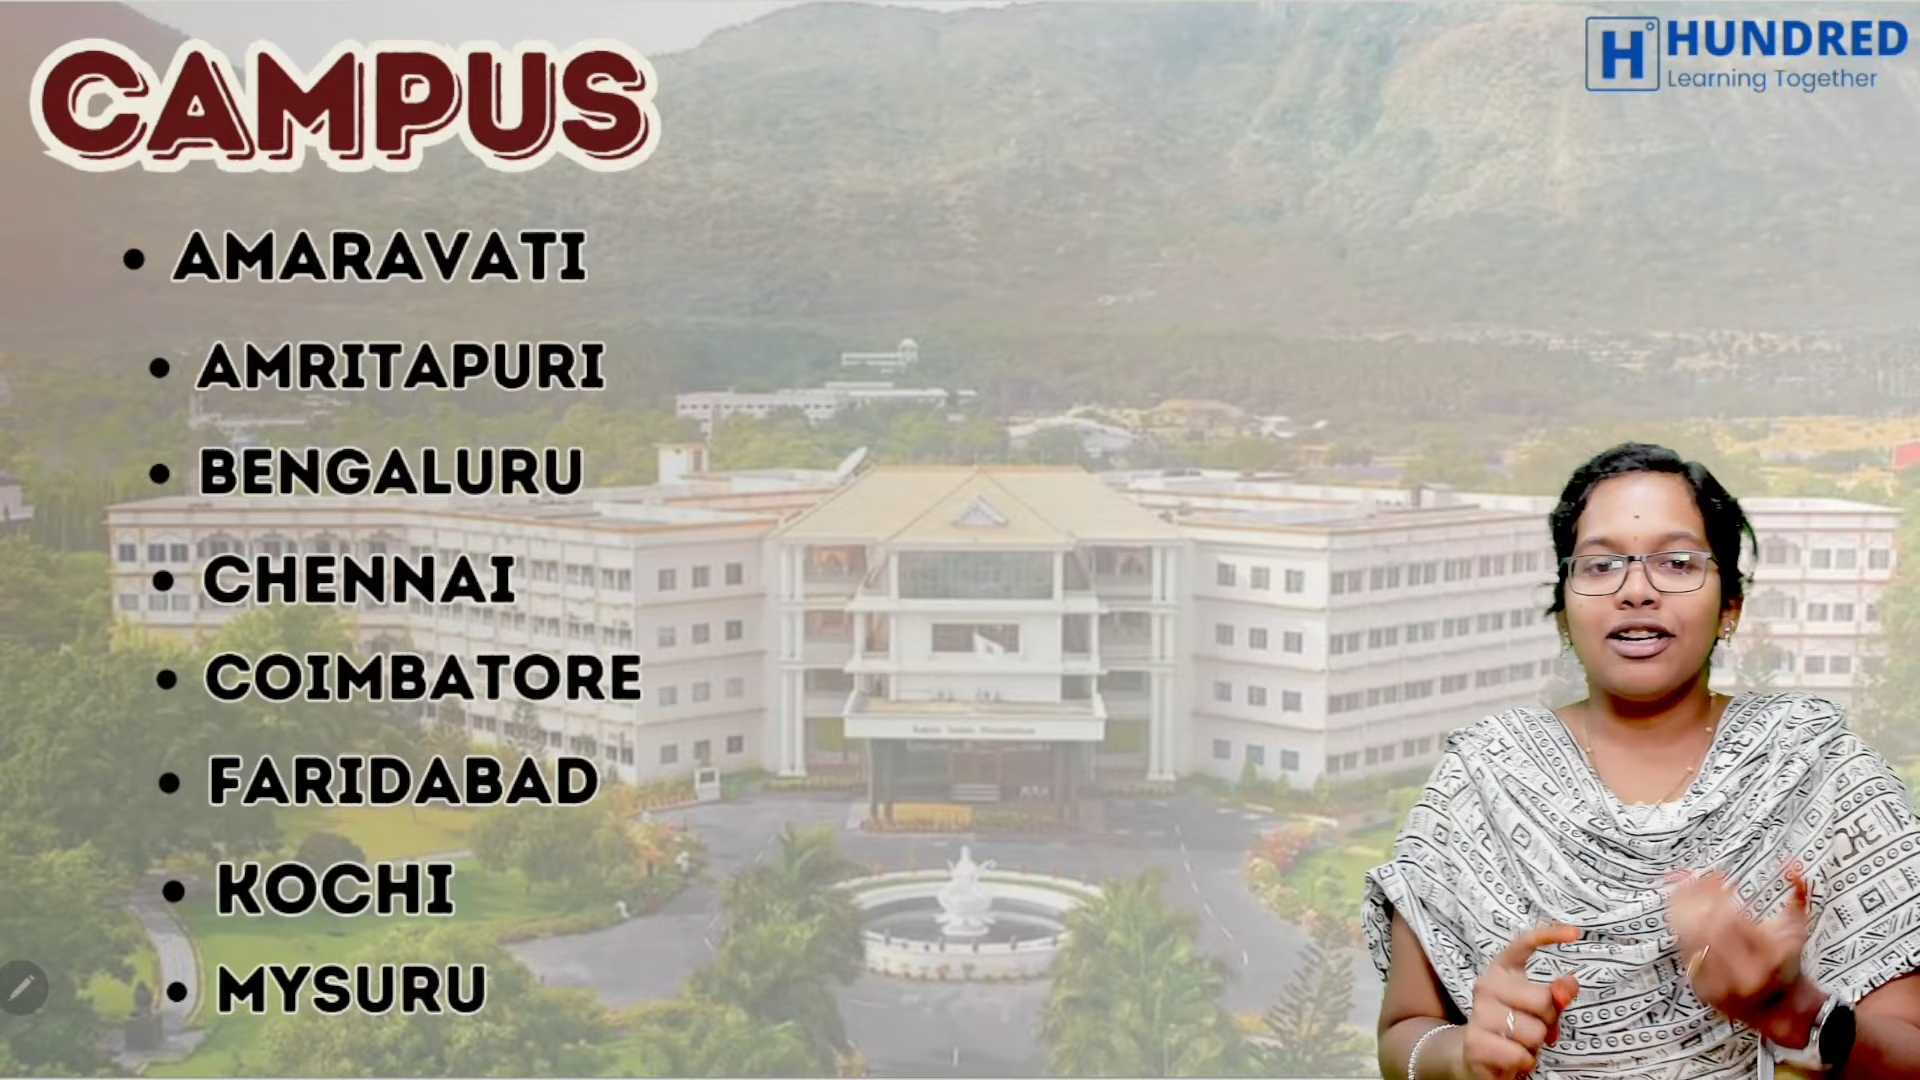 CAMPUS
HUNDRED
Learning Together
• AMARAVATI
• AMRITAPURI
• BENGALURU
• CHENNAI
• COIMBATORE
• FARIDABAD
• KOCHI
• MYSURU